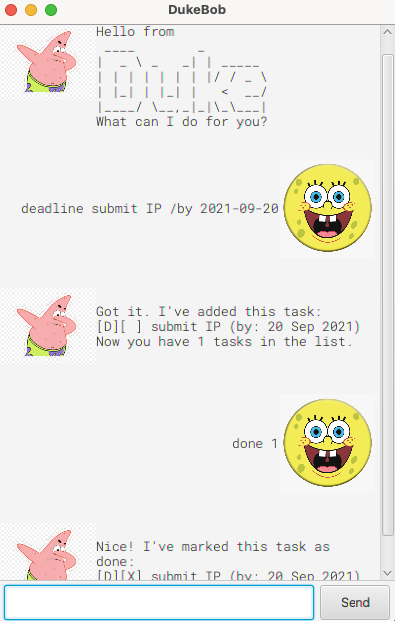 DukeBob
Hello from
 ____        _
|  _ \ _   _| | _____
| | | | | | | |/ / _ \
| |_| | |_| |   <  __/
|____/ \__,_|_|\_\___|
What can I do for you?
deadline submit IP /by 2021-09-20
Got it. I've added this task:
[D][ ] submit IP (by: 20 Sep 2021)
Now you have 1 tasks in the list.
done 1
Nice! I've marked this task as
done:
[D][X] submit IP (by: 20 Sep 2021)
Send